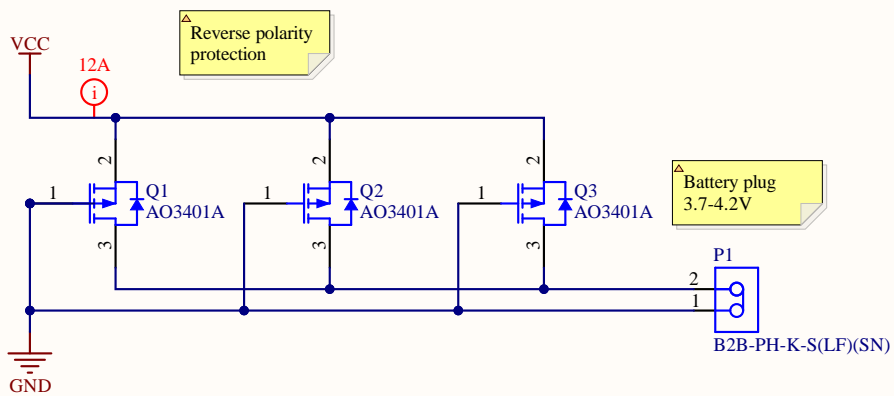 Reverse polarity
protection
VCC
12A
i
2
2
2
1
Q1
AO3401A
1
Q2
AO3401A
1
Q3
AO3401A
3
3
3
Battery plug
3.7-4.2V
P1
2
1
B2B-PH-K-S(LF)(SN)
GND